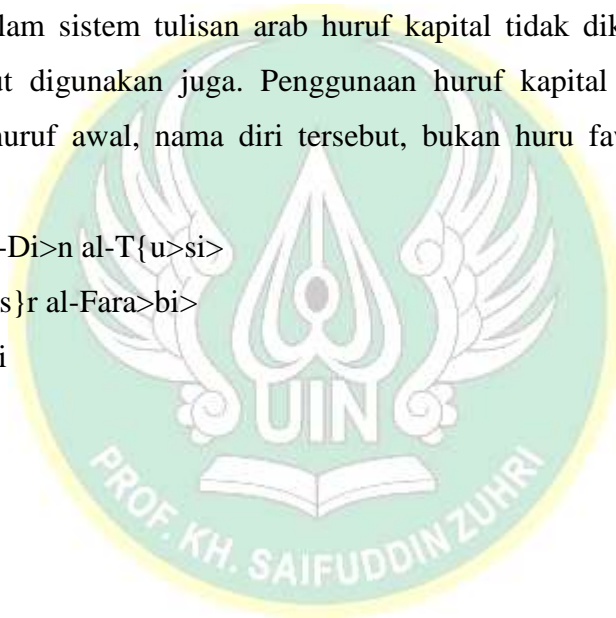 alam sistem tulisan arab huruf kapital tidak dik
ut digunakan juga. Penggunaan huruf kapital
huruf awal, nama diri tersebut, bukan huru fa
-Di>n al-T{u>si>
s}r al-Fara>bi>
i
UIN
PROF. KH. SAIFUDDIN ZUHRI